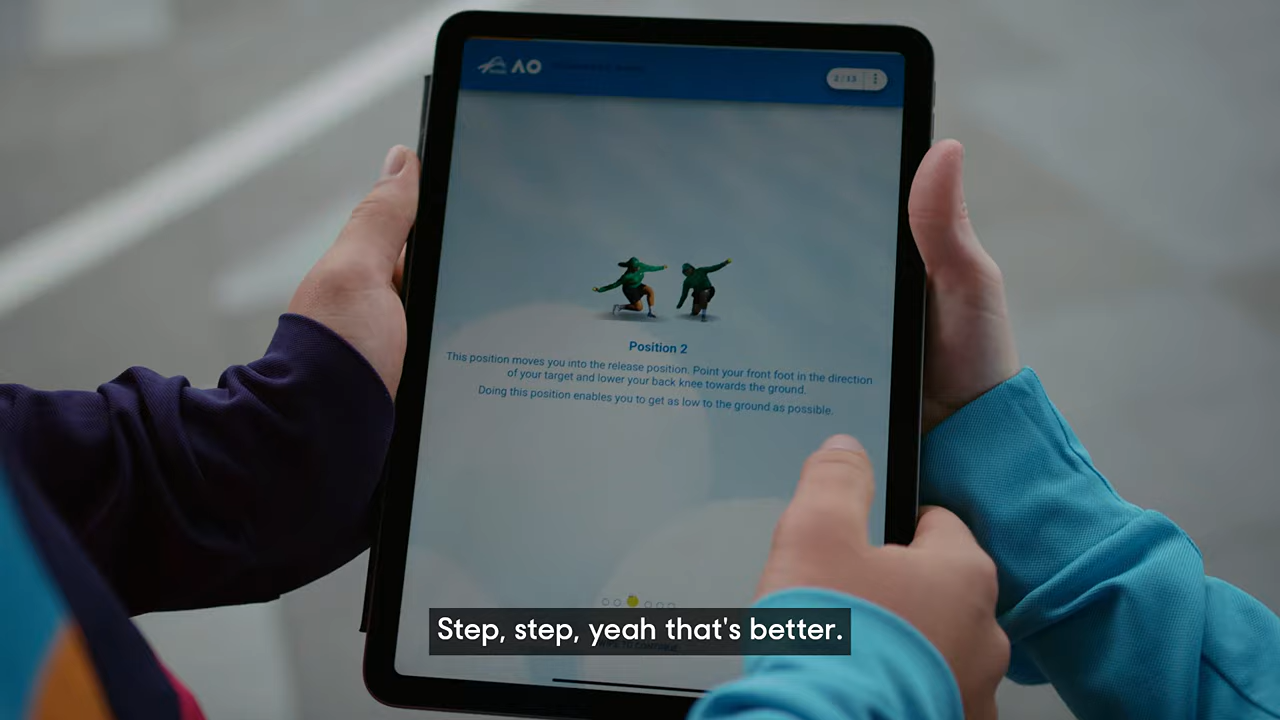 AO
2/13
Position 2
This position moves you into the release position. Point your front foot in the direction
of your target and lower your back knee towards the ground.
Doing this position enables you to get as low to the ground as possible.
Step, step, yeah that's better.